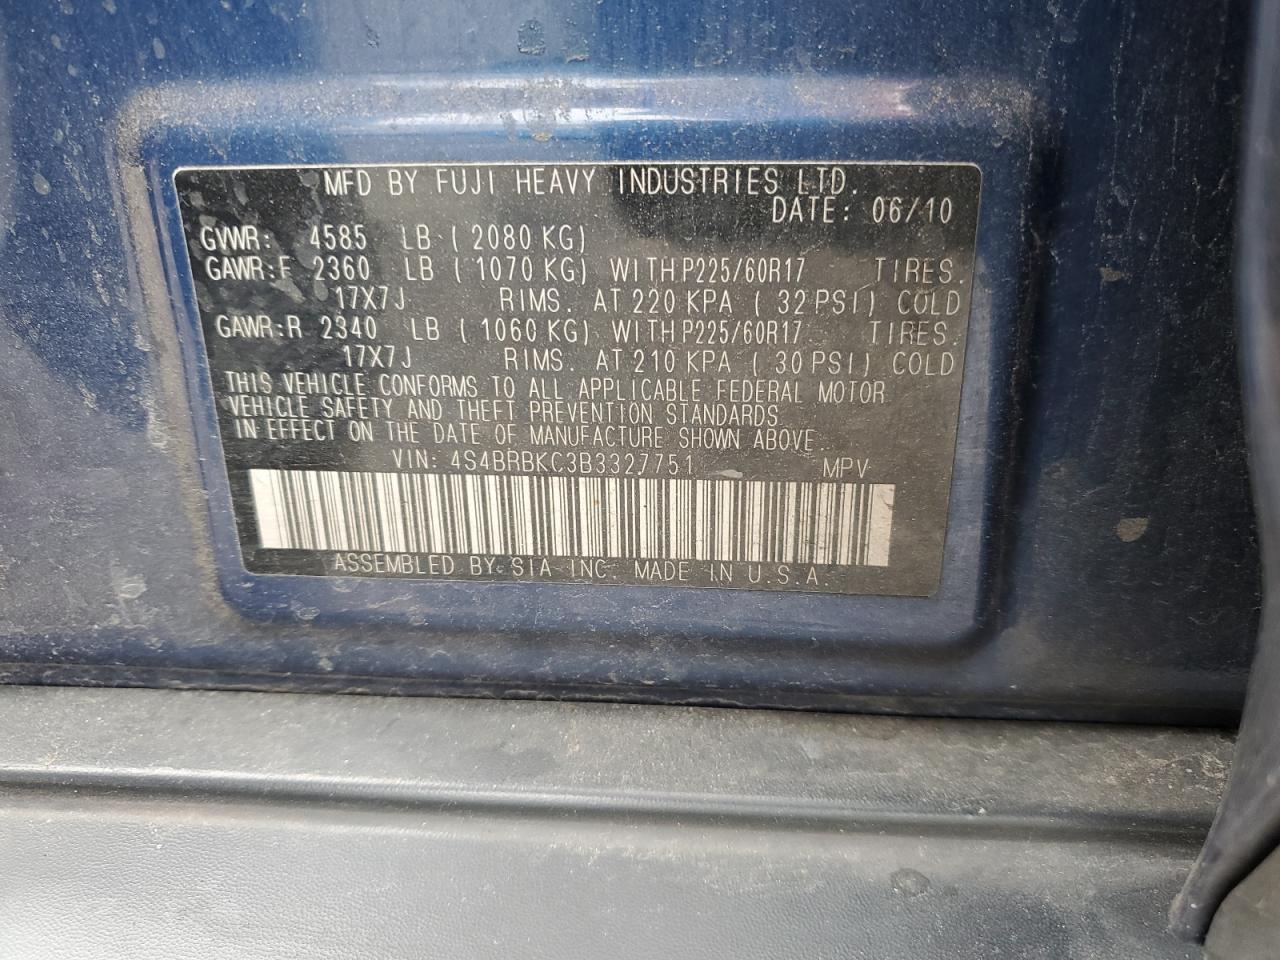 MFD BY FUJI HEAVY INDUSTRIES LTD.
DATE: 06/10
GVWR: 4585 LB ( 2080 KG)
GAWR:F 2360 LB ( 1070 KG) WITH P225/60R17 TIRES.
17X7J RIMS. AT 220 KPA ( 32 PSI) COLD
GAWR:R 2340 LB ( 1060 KG) WITH P225/60R17 TIRES.
17X7J RIMS. AT 210 KPA ( 30 PSI) COLD
THIS VEHICLE CONFORMS TO ALL APPLICABLE FEDERAL MOTOR
VEHICLE SAFETY AND THEFT PREVENTION STANDARDS
IN EFFECT ON THE DATE OF MANUFACTURE SHOWN ABOVE.
VIN: 4S4BRBKC3B3327751 MPV
ASSEMBLED BY SIA INC. MADE IN U.S.A.